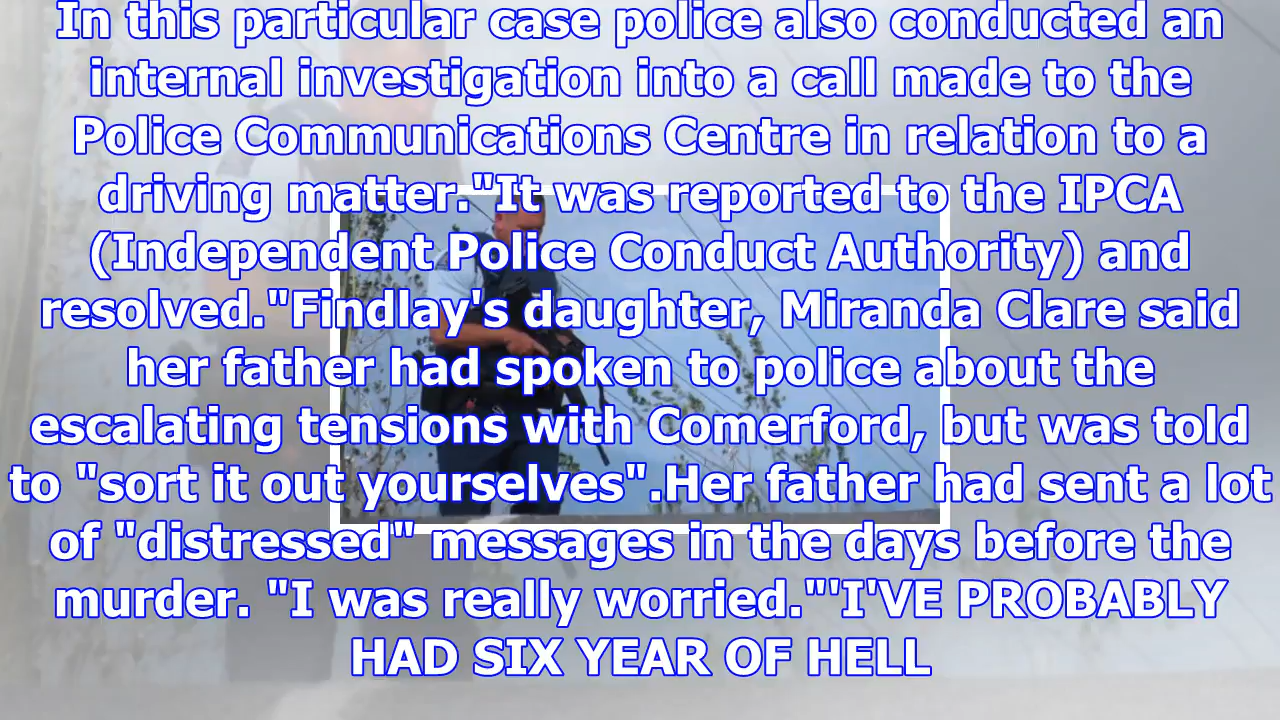 In this particular case police also conducted an
internal investigation into a call made to the
Police Communications Centre in relation to a
driving matter."It was reported to the IPCA
(Independent Police Conduct Authority) and
resolved."Findlay's daughter, Miranda Clare said
her father had spoken to police about the
escalating tensions with Comerford, but was told
to "sort it out yourselves".Her father had sent a lot
of "distressed" messages in the days before the
murder. "I was really worried."'I'VE PROBABLY
HAD SIX YEAR OF HELL